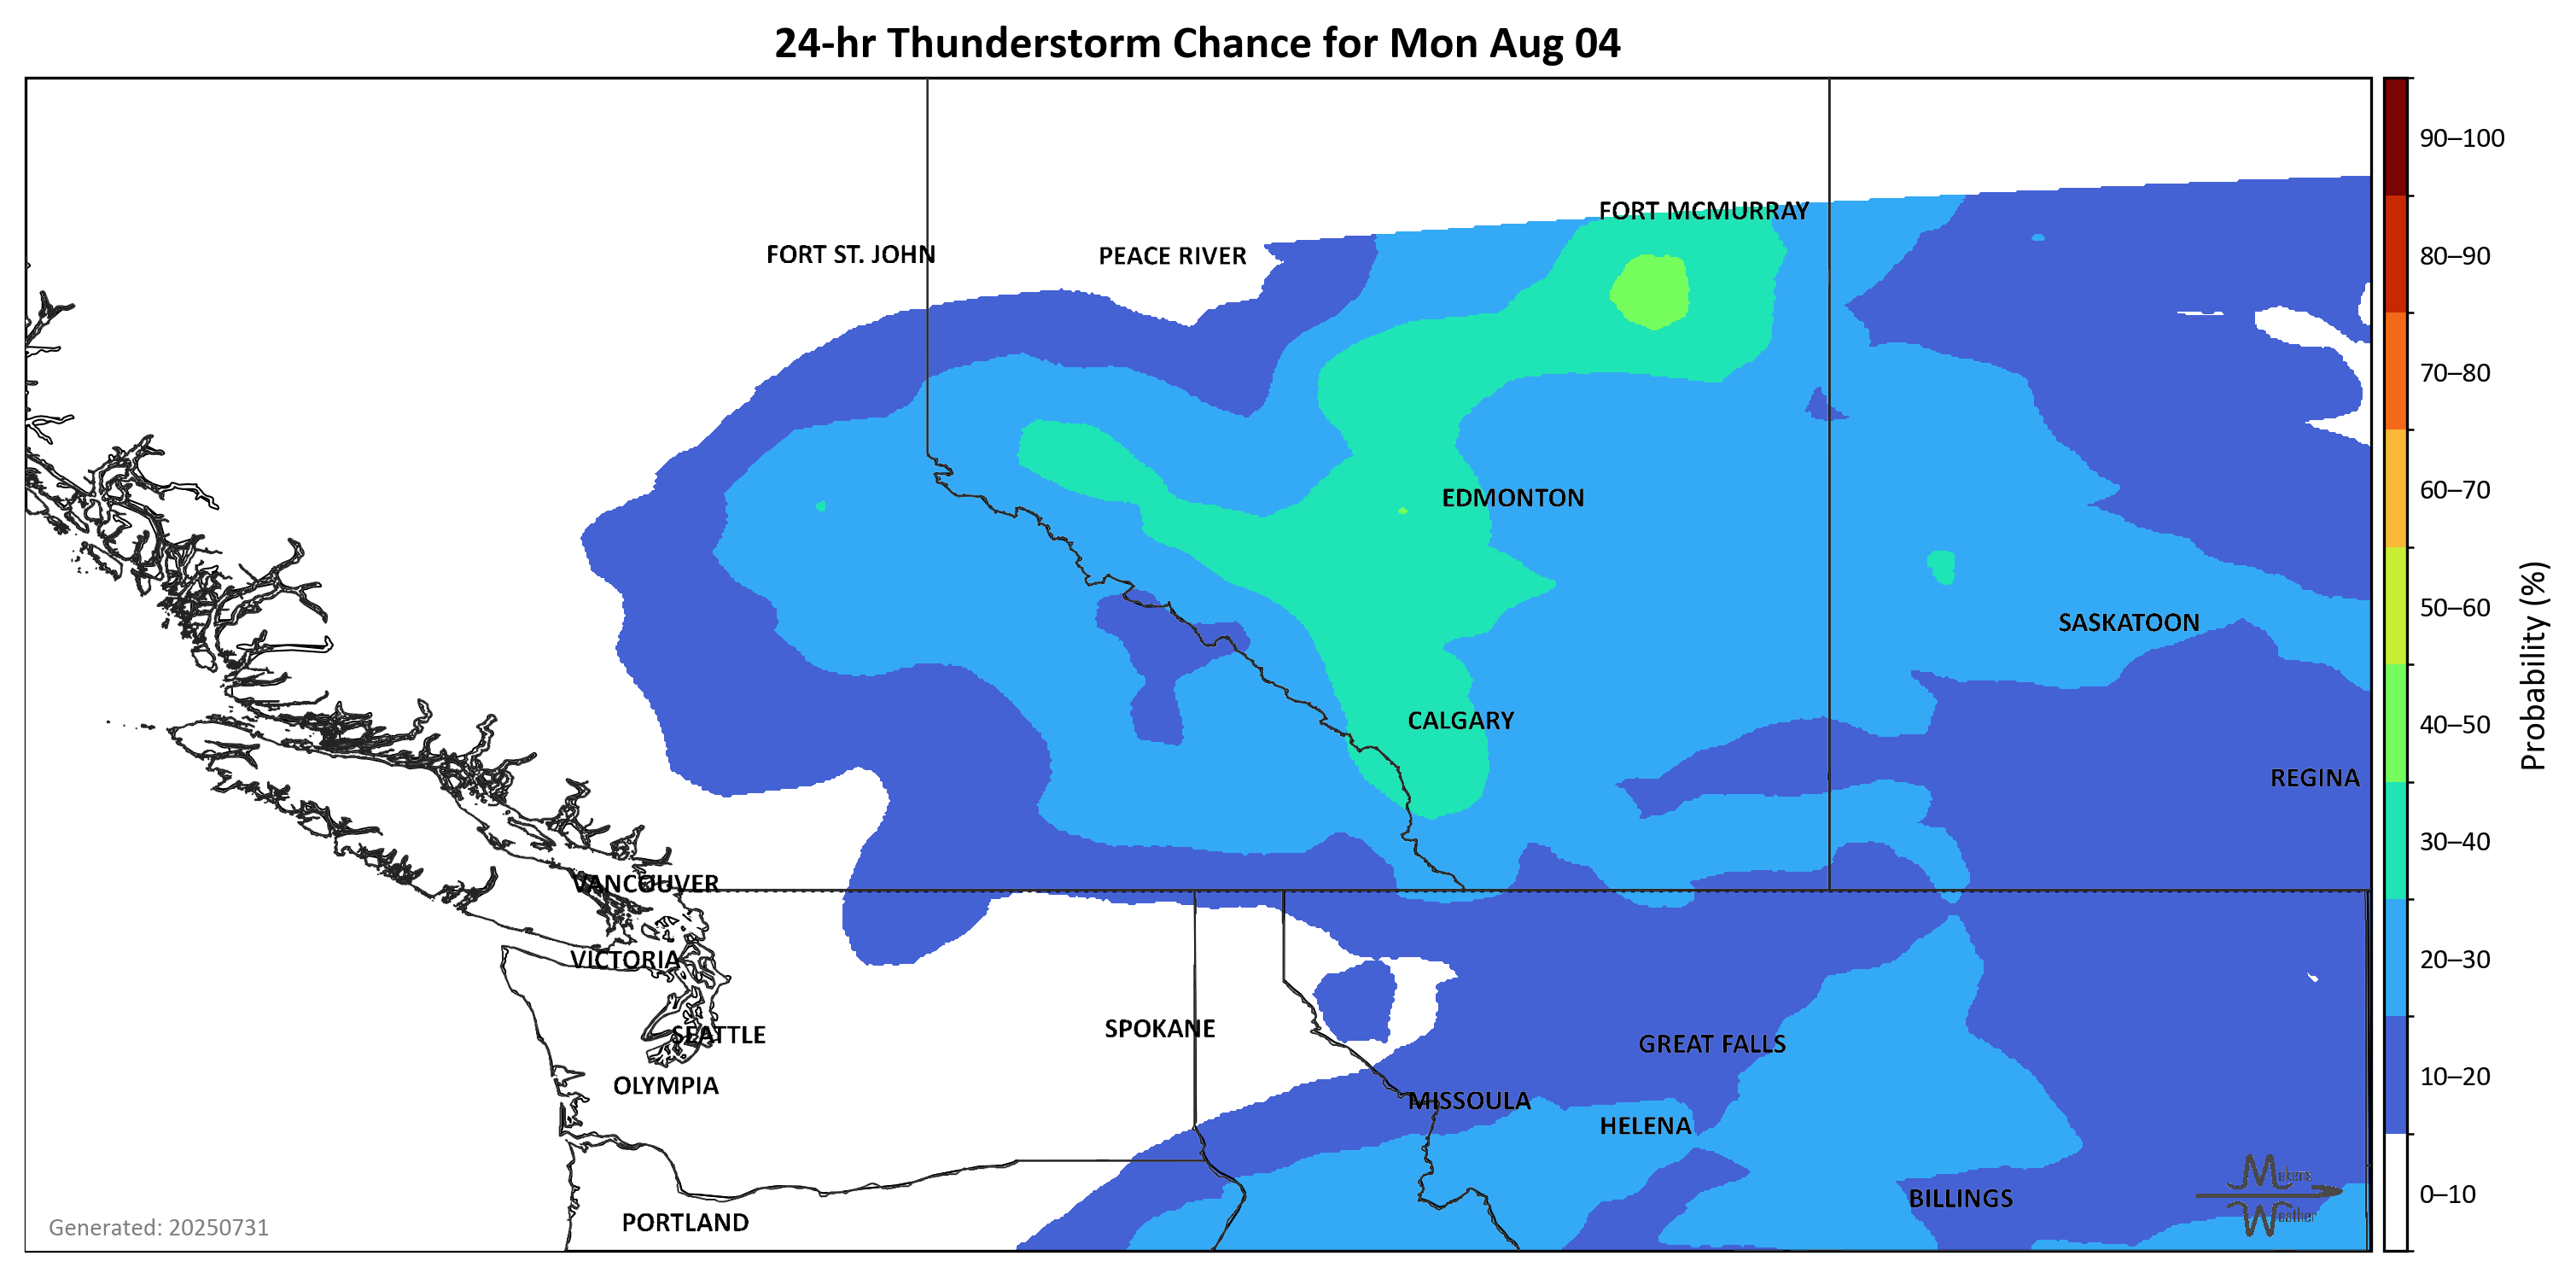 24-hr Thunderstorm Chance for Mon Aug 04
90–100
FORT MCMURRAY
FORT ST. JOHN
PEACE RIVER
80–90
70–80
EDMONTON
60–70
50–60
SASKATOON
CALGARY
40–50
REGINA
30–40
VANCOUVER
VICTORIA
20–30
SEATTLE
SPOKANE
GREAT FALLS
OLYMPIA
MISSOULA
10–20
HELENA
BILLINGS
0–10
PORTLAND
Generated: 20250731
Mekens
Weather
Probability (%)